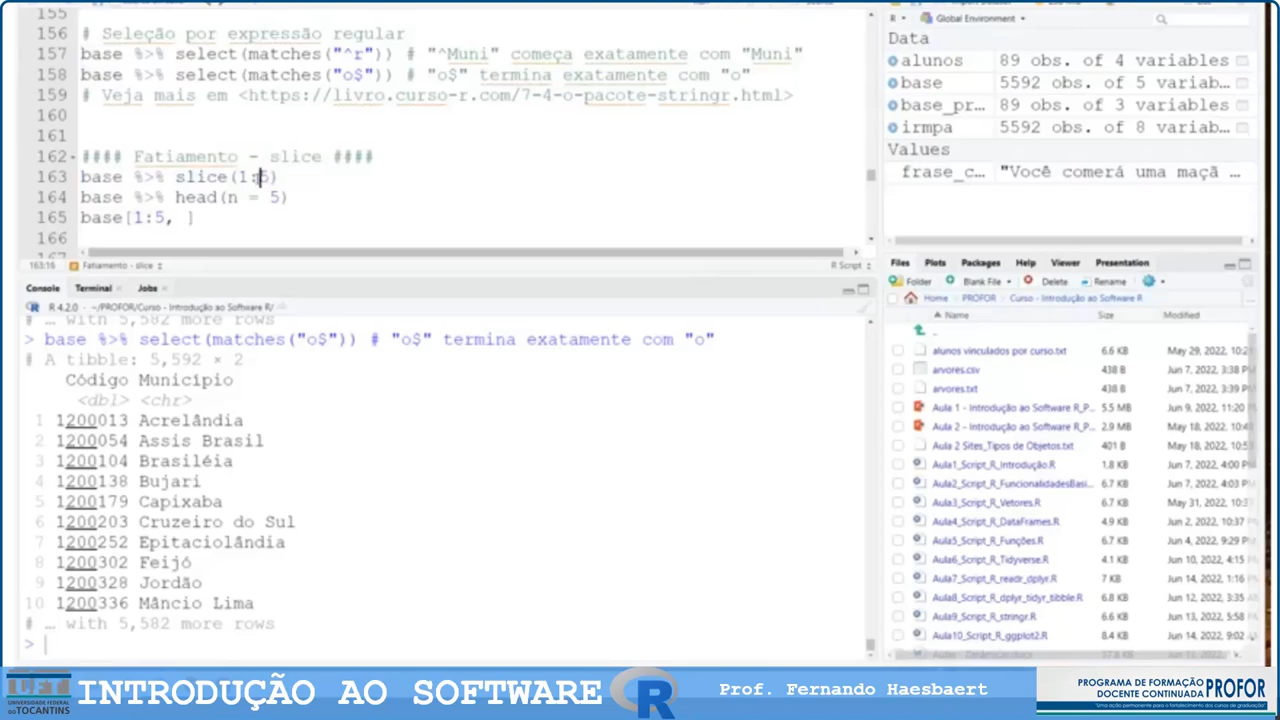 155
156 # Seleção por expressão regular
157 base %>% select(matches("^r")) # "^Muni" começa exatamente com "Muni"
158 base %>% select(matches("o$")) # "o$" termina exatamente com "o"
159 # Veja mais em <https://livro.curso-r.com/7-4-o-pacote-stringr.html>
160
161
162 #### Fatiamento - slice ####
163 base %>% slice(1:5)
164 base %>% head(n = 5)
165 base[1:5, ]
166
163:16 Fatiamento - slice R Script
Console Terminal Jobs
R 4.2.0 · ~/PROFOR/Curso - Introdução ao Software R/
# … with 5,582 more rows
> base %>% select(matches("o$")) # "o$" termina exatamente com "o"
# A tibble: 5,592 × 2
Código Município
<dbl> <chr>
1 1200013 Acrelândia
2 1200054 Assis Brasil
3 1200104 Brasiléia
4 1200138 Bujari
5 1200179 Capixaba
6 1200203 Cruzeiro do Sul
7 1200252 Epitaciolândia
8 1200302 Feijó
9 1200328 Jordão
10 1200336 Mâncio Lima
# … with 5,582 more rows
>
R Global Environment
Data
alunos 89 obs. of 4 variables
base 5592 obs. of 5 variab…
base_pr… 89 obs. of 3 variables
irmpa 5592 obs. of 8 variab…
Values
frase_c… "Você comerá uma maçã …
Files Plots Packages Help Viewer Presentation
Folder Blank File Delete Rename
Home PROFOR Curso - Introdução ao Software R
Name Size Modified
..
alunos vinculados por curso.txt 6.6 KB May 29, 2022, 10:2
arvores.csv 438 B Jun 7, 2022, 3:38 P
arvores.txt 438 B Jun 7, 2022, 3:39 P
Aula 1 - Introdução ao Software R_P... 5.5 MB Jun 9, 2022, 11:20
Aula 2 - Introdução ao Software R_P... 2.9 MB May 18, 2022, 10:4
Aula 2 Sites_Tipos de Objetos.txt 401 B May 18, 2022, 10:5
Aula1_Script_R_Introdução.R 1.8 KB Jun 7, 2022, 4:00 P
Aula2_Script_R_FuncionalidadesBasi... 6.7 KB Jun 7, 2022, 4:03 P
Aula3_Script_R_Vetores.R 6.7 KB May 31, 2022, 10:3
Aula4_Script_R_DataFrames.R 4.9 KB Jun 2, 2022, 10:37
Aula5_Script_R_Funções.R 6.7 KB Jun 4, 2022, 9:29 P
Aula6_Script_R_Tidyverse.R 4.1 KB Jun 10, 2022, 4:15
Aula7_Script_R_readr_dplyr.R 7 KB Jun 14, 2022, 1:16
Aula8_Script_R_dplyr_tidyr_tibble.R 6.8 KB Jun 12, 2022, 3:35
Aula9_Script_R_stringr.R 6.6 KB Jun 13, 2022, 5:58
Aula10_Script_R_ggplot2.R 8.4 KB Jun 14, 2022, 9:02
UFT
UNIVERSIDADE FEDERAL
DO TOCANTINS
INTRODUÇÃO AO SOFTWARE R
Prof. Fernando Haesbaert
PROGRAMA DE FORMAÇÃO
DOCENTE CONTINUADA PROFOR
"Uma ação permanente para o fortalecimento dos cursos de graduação"